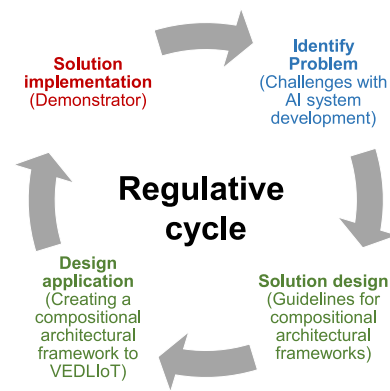 Solution
implementation
(Demonstrator)
Identify
Problem
(Challenges with
AI system
development)
Regulative
cycle
Design
application
(Creating a
compositional
architectural
framework to
VEDLIoT)
Solution design
(Guidelines for
compositional
architectural
frameworks)